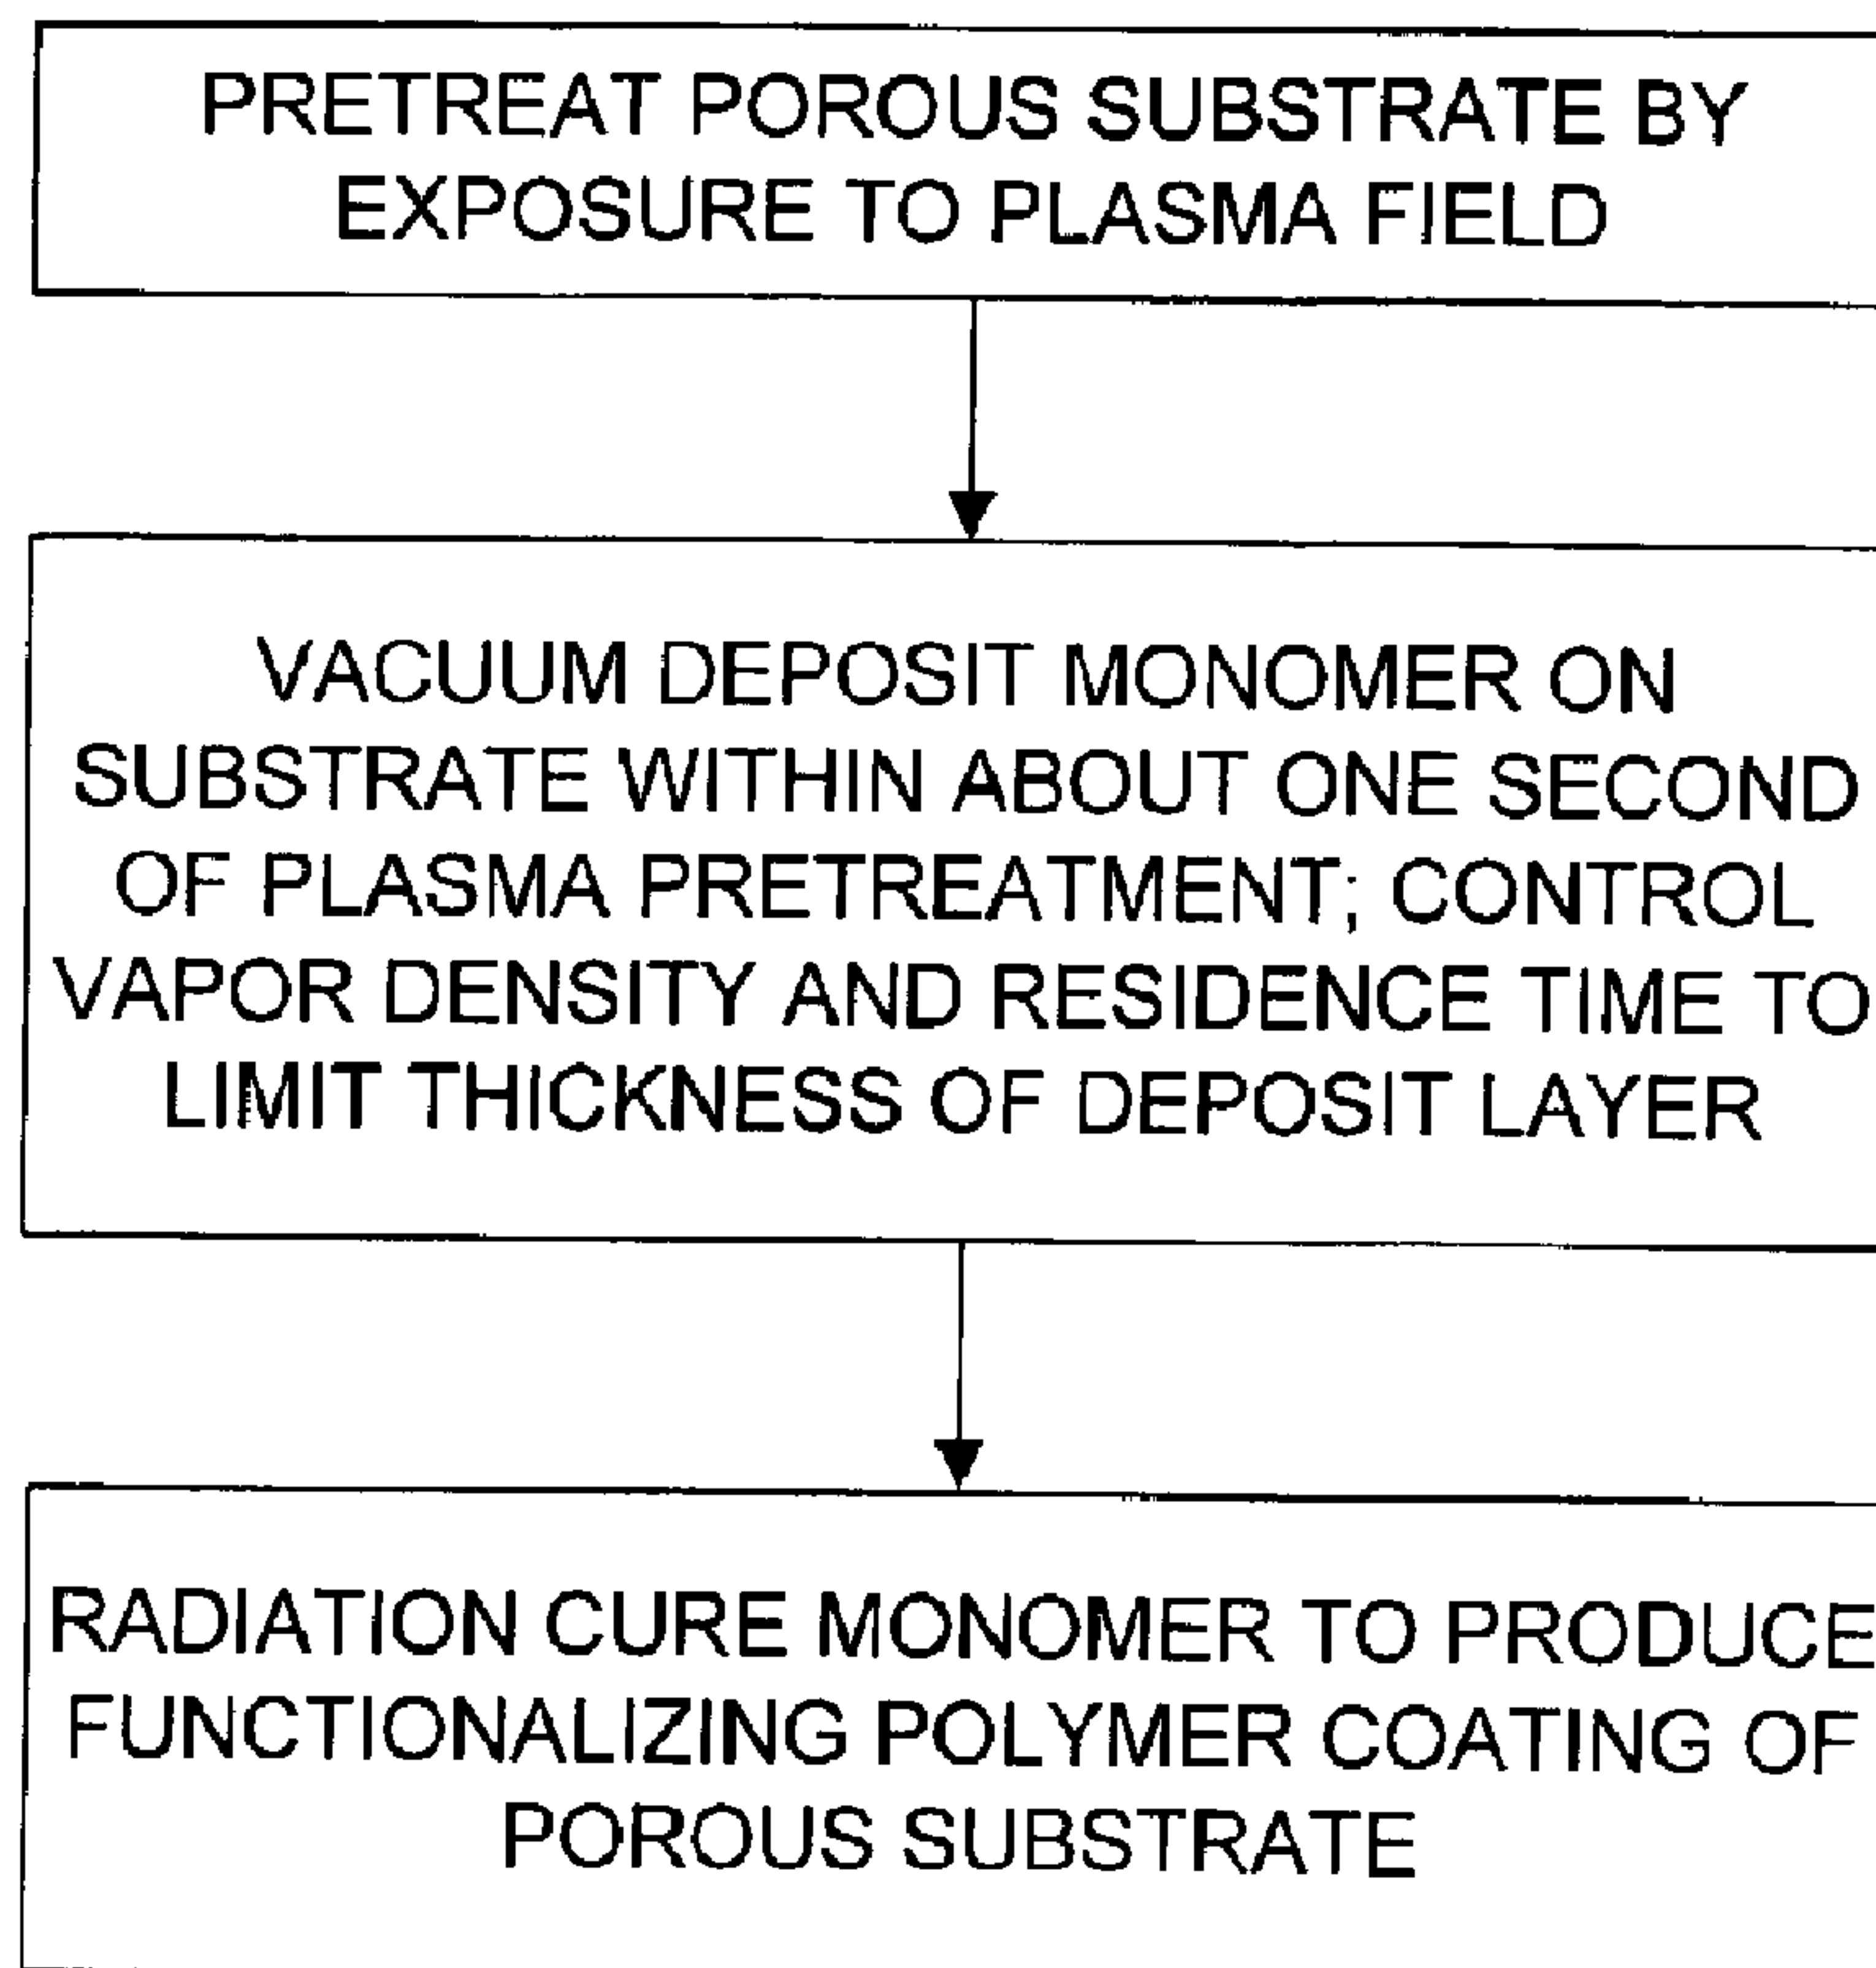 PRETREAT POROUS SUBSTRATE BY
EXPOSURE TO PLASMA FIELD
VACUUM DEPOSIT MONOMER ON
SUBSTRATE WITHIN ABOUT ONE SECOND
OF PLASMA PRETREATMENT; CONTROL
VAPOR DENSITY AND RESIDENCE TIME TO
LIMIT THICKNESS OF DEPOSIT LAYER
RADIATION CURE MONOMER TO PRODUCE
FUNCTIONALIZING POLYMER COATING OF
POROUS SUBSTRATE